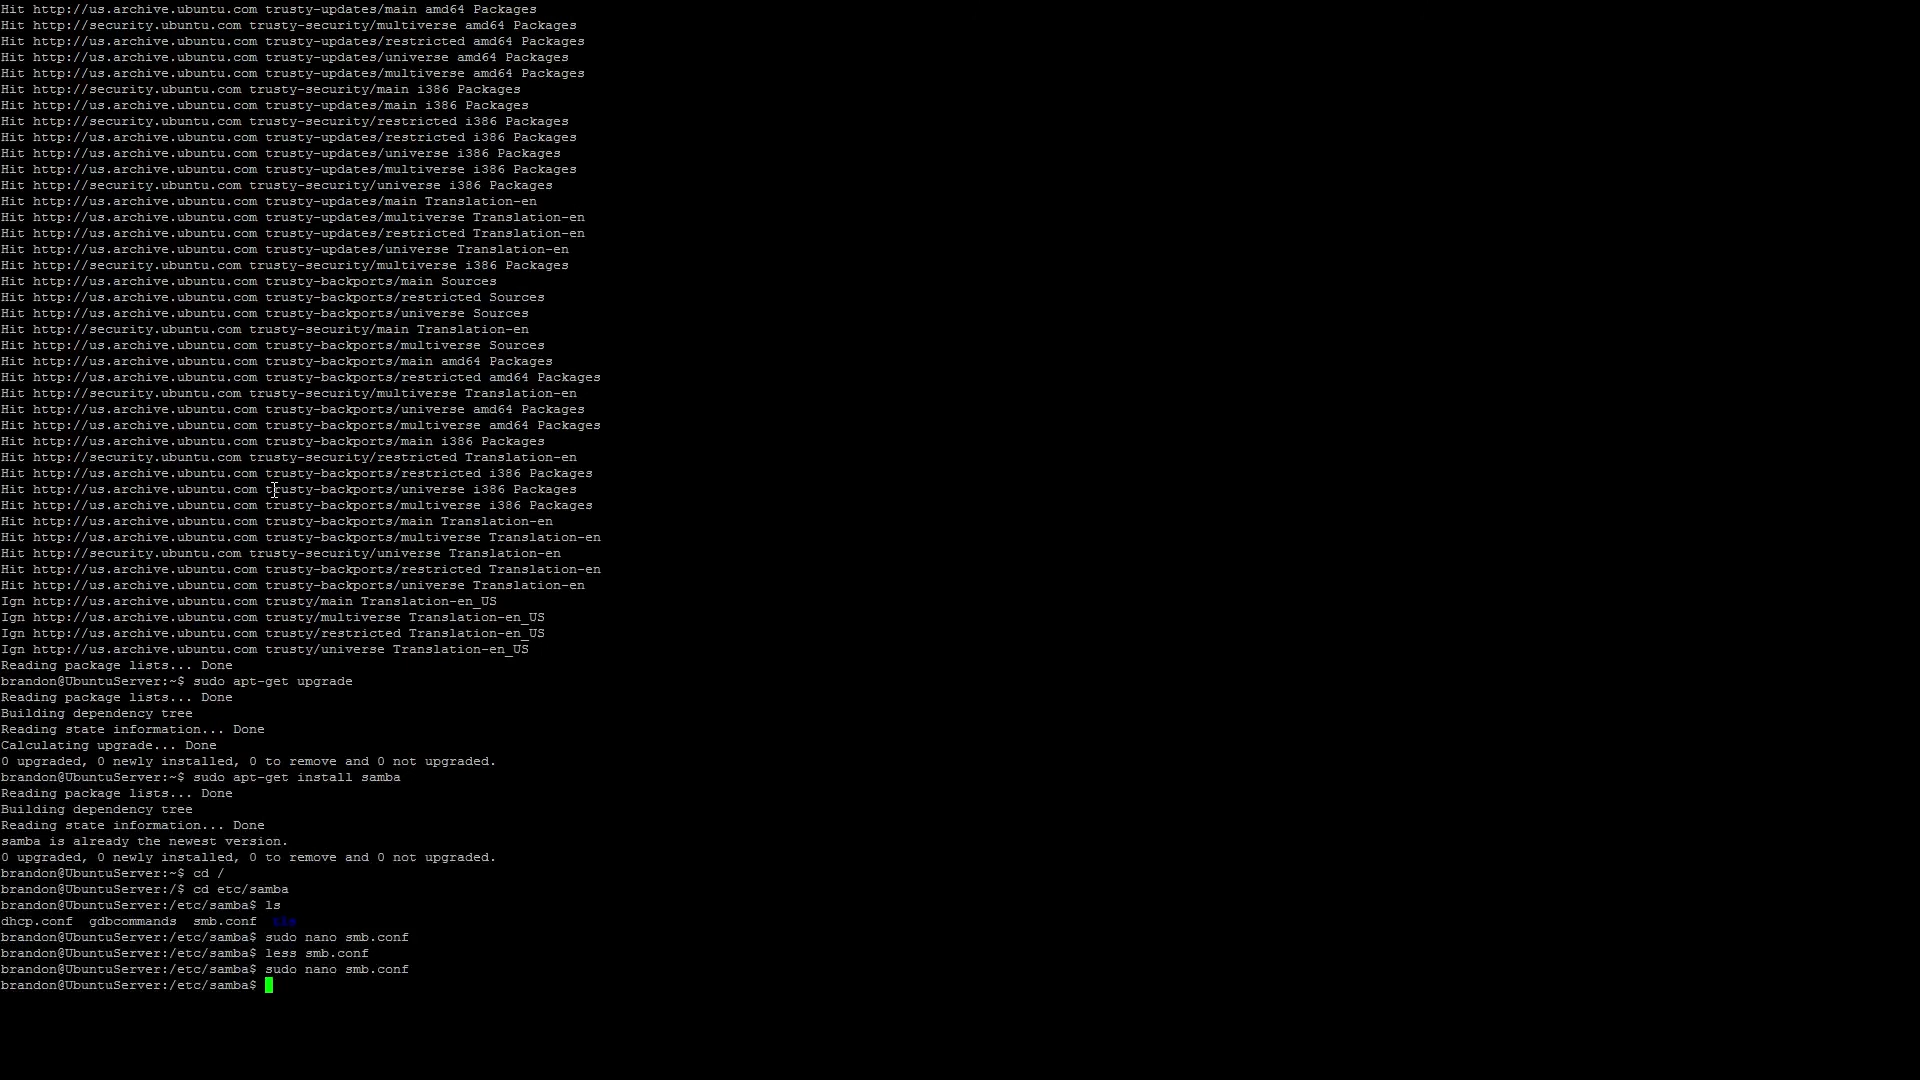 Hit http://us.archive.ubuntu.com trusty-updates/main amd64 Packages
Hit http://security.ubuntu.com trusty-security/multiverse amd64 Packages
Hit http://us.archive.ubuntu.com trusty-updates/restricted amd64 Packages
Hit http://us.archive.ubuntu.com trusty-updates/universe amd64 Packages
Hit http://us.archive.ubuntu.com trusty-updates/multiverse amd64 Packages
Hit http://security.ubuntu.com trusty-security/main i386 Packages
Hit http://us.archive.ubuntu.com trusty-updates/main i386 Packages
Hit http://security.ubuntu.com trusty-security/restricted i386 Packages
Hit http://us.archive.ubuntu.com trusty-updates/restricted i386 Packages
Hit http://us.archive.ubuntu.com trusty-updates/universe i386 Packages
Hit http://us.archive.ubuntu.com trusty-updates/multiverse i386 Packages
Hit http://security.ubuntu.com trusty-security/universe i386 Packages
Hit http://us.archive.ubuntu.com trusty-updates/main Translation-en
Hit http://us.archive.ubuntu.com trusty-updates/multiverse Translation-en
Hit http://us.archive.ubuntu.com trusty-updates/restricted Translation-en
Hit http://us.archive.ubuntu.com trusty-updates/universe Translation-en
Hit http://security.ubuntu.com trusty-security/multiverse i386 Packages
Hit http://us.archive.ubuntu.com trusty-backports/main Sources
Hit http://us.archive.ubuntu.com trusty-backports/restricted Sources
Hit http://us.archive.ubuntu.com trusty-backports/universe Sources
Hit http://security.ubuntu.com trusty-security/main Translation-en
Hit http://us.archive.ubuntu.com trusty-backports/multiverse Sources
Hit http://us.archive.ubuntu.com trusty-backports/main amd64 Packages
Hit http://us.archive.ubuntu.com trusty-backports/restricted amd64 Packages
Hit http://security.ubuntu.com trusty-security/multiverse Translation-en
Hit http://us.archive.ubuntu.com trusty-backports/universe amd64 Packages
Hit http://us.archive.ubuntu.com trusty-backports/multiverse amd64 Packages
Hit http://us.archive.ubuntu.com trusty-backports/main i386 Packages
Hit http://security.ubuntu.com trusty-security/restricted Translation-en
Hit http://us.archive.ubuntu.com trusty-backports/restricted i386 Packages
Hit http://us.archive.ubuntu.com trusty-backports/universe i386 Packages
Hit http://us.archive.ubuntu.com trusty-backports/multiverse i386 Packages
Hit http://us.archive.ubuntu.com trusty-backports/main Translation-en
Hit http://us.archive.ubuntu.com trusty-backports/multiverse Translation-en
Hit http://security.ubuntu.com trusty-security/universe Translation-en
Hit http://us.archive.ubuntu.com trusty-backports/restricted Translation-en
Hit http://us.archive.ubuntu.com trusty-backports/universe Translation-en
Ign http://us.archive.ubuntu.com trusty/main Translation-en_US
Ign http://us.archive.ubuntu.com trusty/multiverse Translation-en_US
Ign http://us.archive.ubuntu.com trusty/restricted Translation-en_US
Ign http://us.archive.ubuntu.com trusty/universe Translation-en_US
Reading package lists... Done
brandon@UbuntuServer:~$ sudo apt-get upgrade
Reading package lists... Done
Building dependency tree
Reading state information... Done
Calculating upgrade... Done
0 upgraded, 0 newly installed, 0 to remove and 0 not upgraded.
brandon@UbuntuServer:~$ sudo apt-get install samba
Reading package lists... Done
Building dependency tree
Reading state information... Done
samba is already the newest version.
0 upgraded, 0 newly installed, 0 to remove and 0 not upgraded.
brandon@UbuntuServer:~$ cd /
brandon@UbuntuServer:/$ cd etc/samba
brandon@UbuntuServer:/etc/samba$ ls
dhcp.conf  gdbcommands  smb.conf  tls
brandon@UbuntuServer:/etc/samba$ sudo nano smb.conf
brandon@UbuntuServer:/etc/samba$ less smb.conf
brandon@UbuntuServer:/etc/samba$ sudo nano smb.conf
brandon@UbuntuServer:/etc/samba$